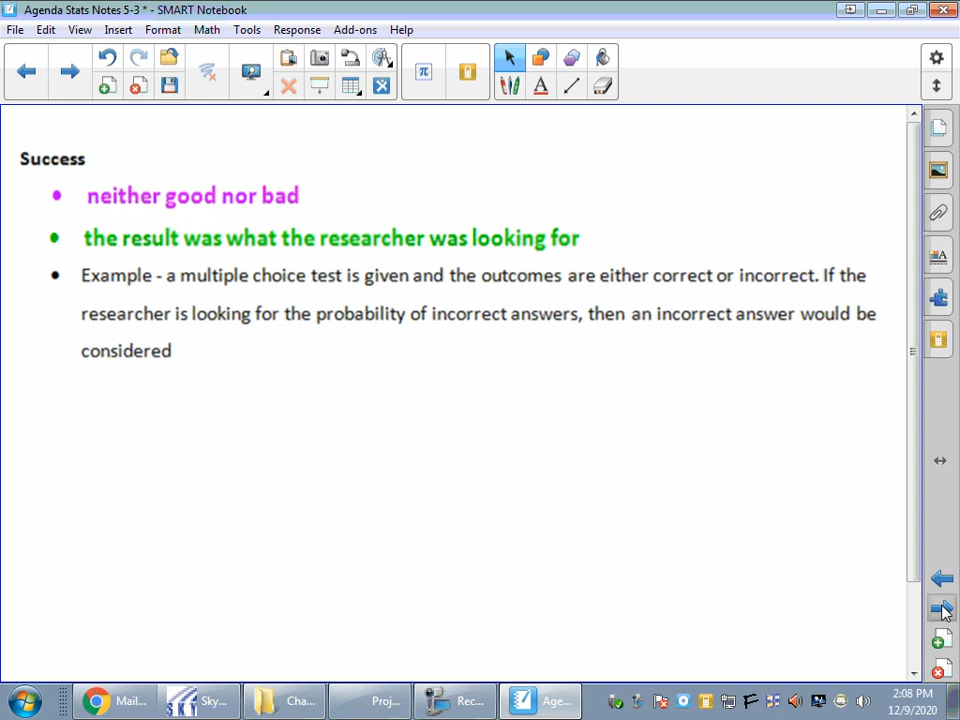 Agenda Stats Notes 5-3 * - SMART Notebook
File Edit View Insert Format Math Tools Response Add-ons Help
π
A
A
Success
• neither good nor bad
• the result was what the researcher was looking for
• Example - a multiple choice test is given and the outcomes are either correct or incorrect. If the
researcher is looking for the probability of incorrect answers, then an incorrect answer would be
considered
Mail... Sky... Cha... Proj... Rec... Age...
2:08 PM
12/9/2020